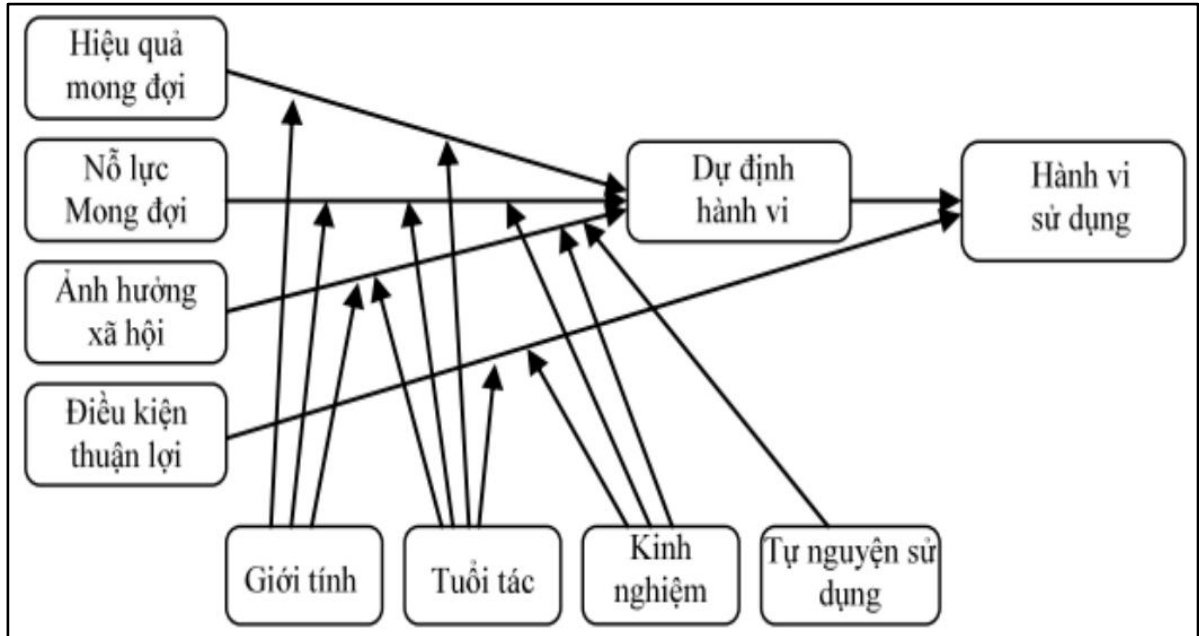 Hiệu quả
mong đợi
Nỗ lực
Mong đợi
Ảnh hưởng
xã hội
Điều kiện
thuận lợi
Dự định
hành vi
Hành vi
sử dụng
Giới tính
Tuổi tác
Kinh
nghiệm
Tự nguyện sử
dụng